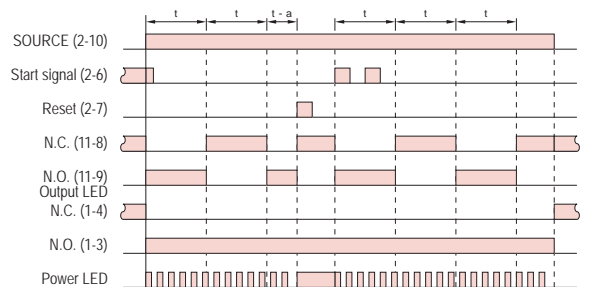 t t t - a t t t
SOURCE (2-10)
Start signal (2-6)
Reset (2-7)
N.C. (11-8)
N.O. (11-9)
Output LED
N.C. (1-4)
N.O. (1-3)
Power LED